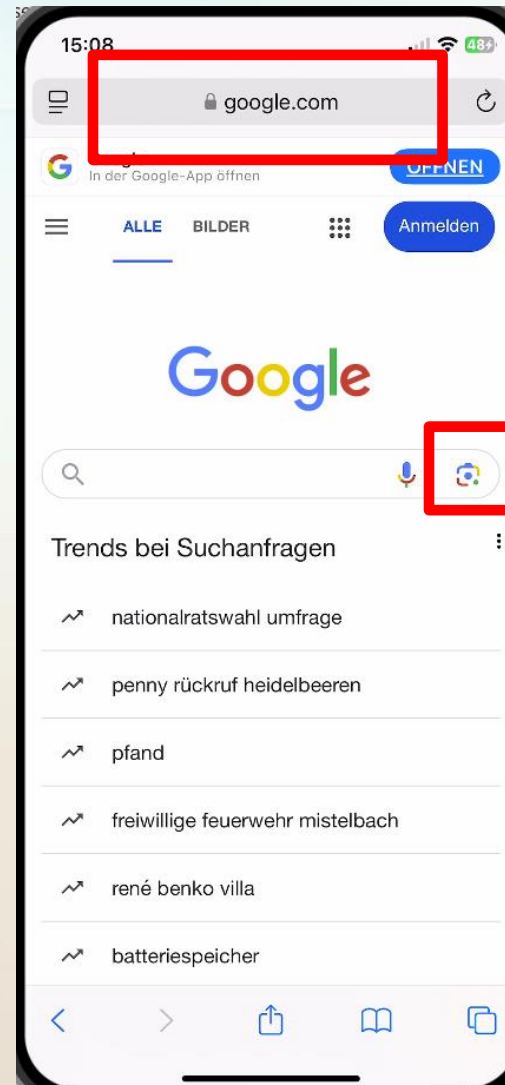 se
15:08
48
google.com
In der Google-App öffnen
ÖFFNEN
ALLE BILDER
Anmelden
Google
Trends bei Suchanfragen
nationalratswahl umfrage
penny rückruf heidelbeeren
pfand
freiwillige feuerwehr mistelbach
rené benko villa
batteriespeicher